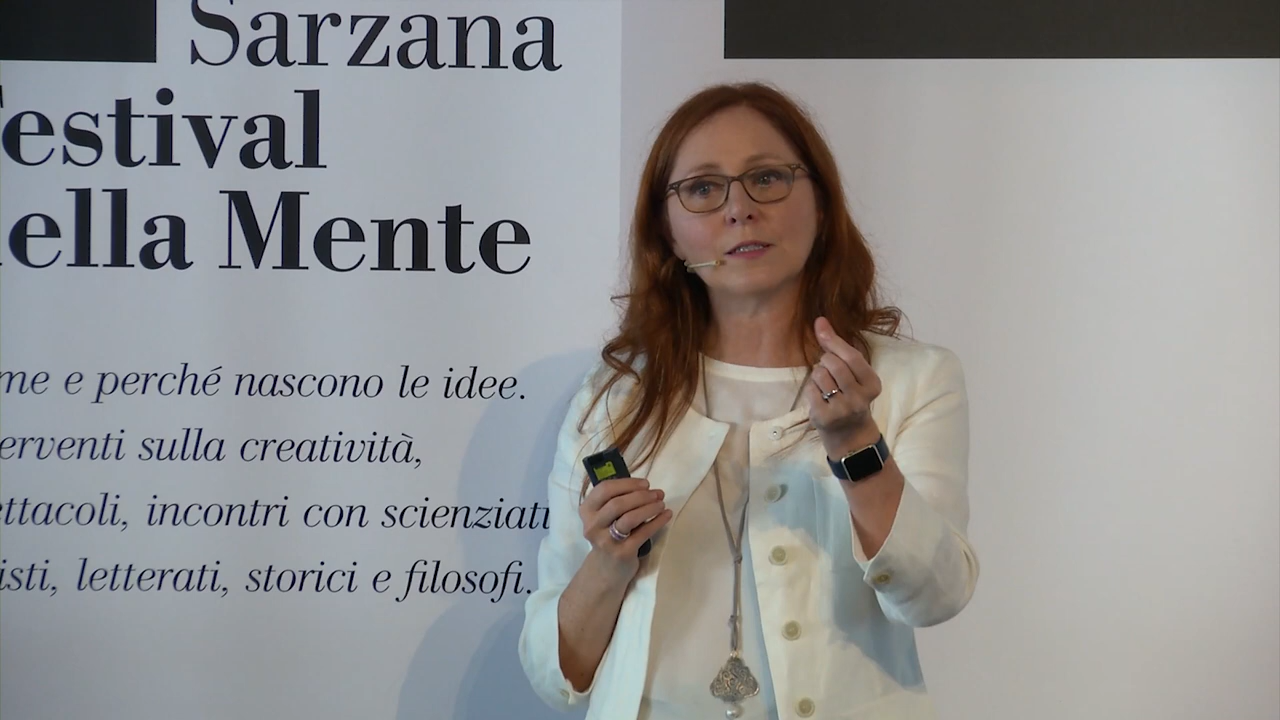 Sarzana
estival
ella Mente
me e perché nascono le idee.
erventi sulla creatività,
ettacoli, incontri con scienziati
isti, letterati, storici e filosofi.